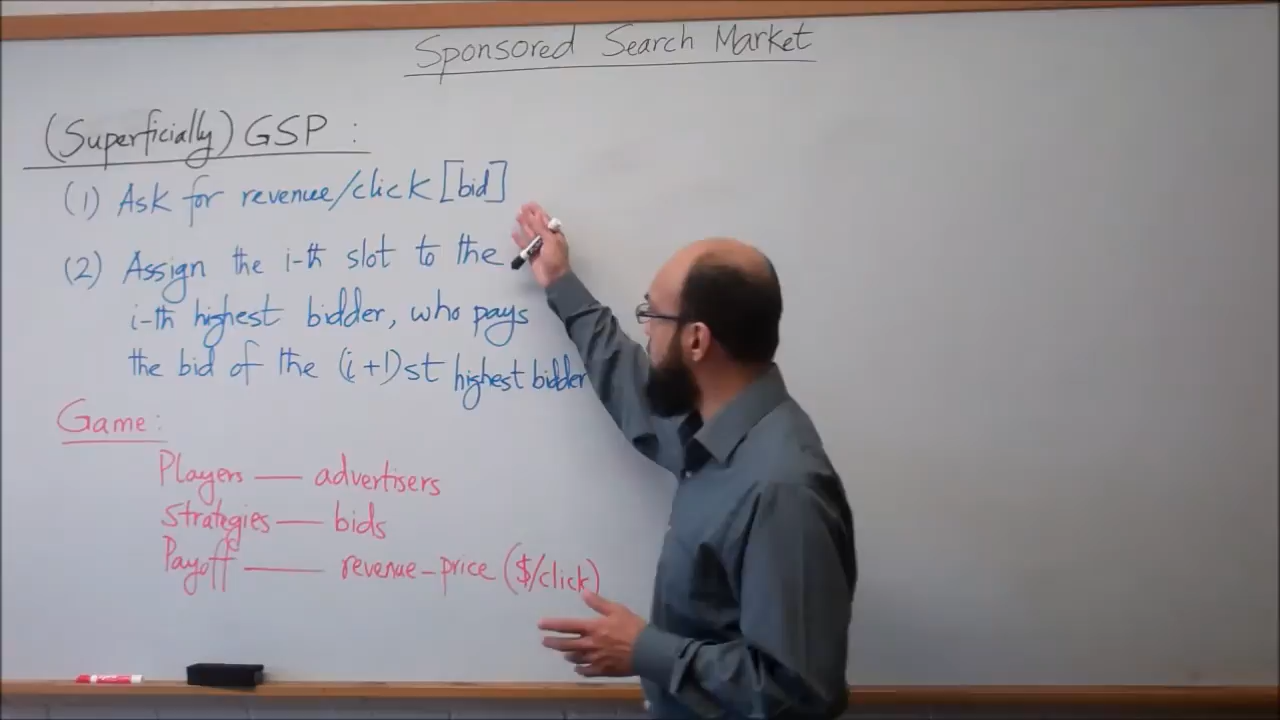 Sponsored Search Market
(Superficially) GSP :
(1) Ask for revenue/click [bid]
(2) Assign the i-th slot to the
i-th highest bidder, who pays
the bid of the (i+1)st highest bidder
Game:
Players — advertisers
Strategies — bids
Payoff — revenue-price ($/click)